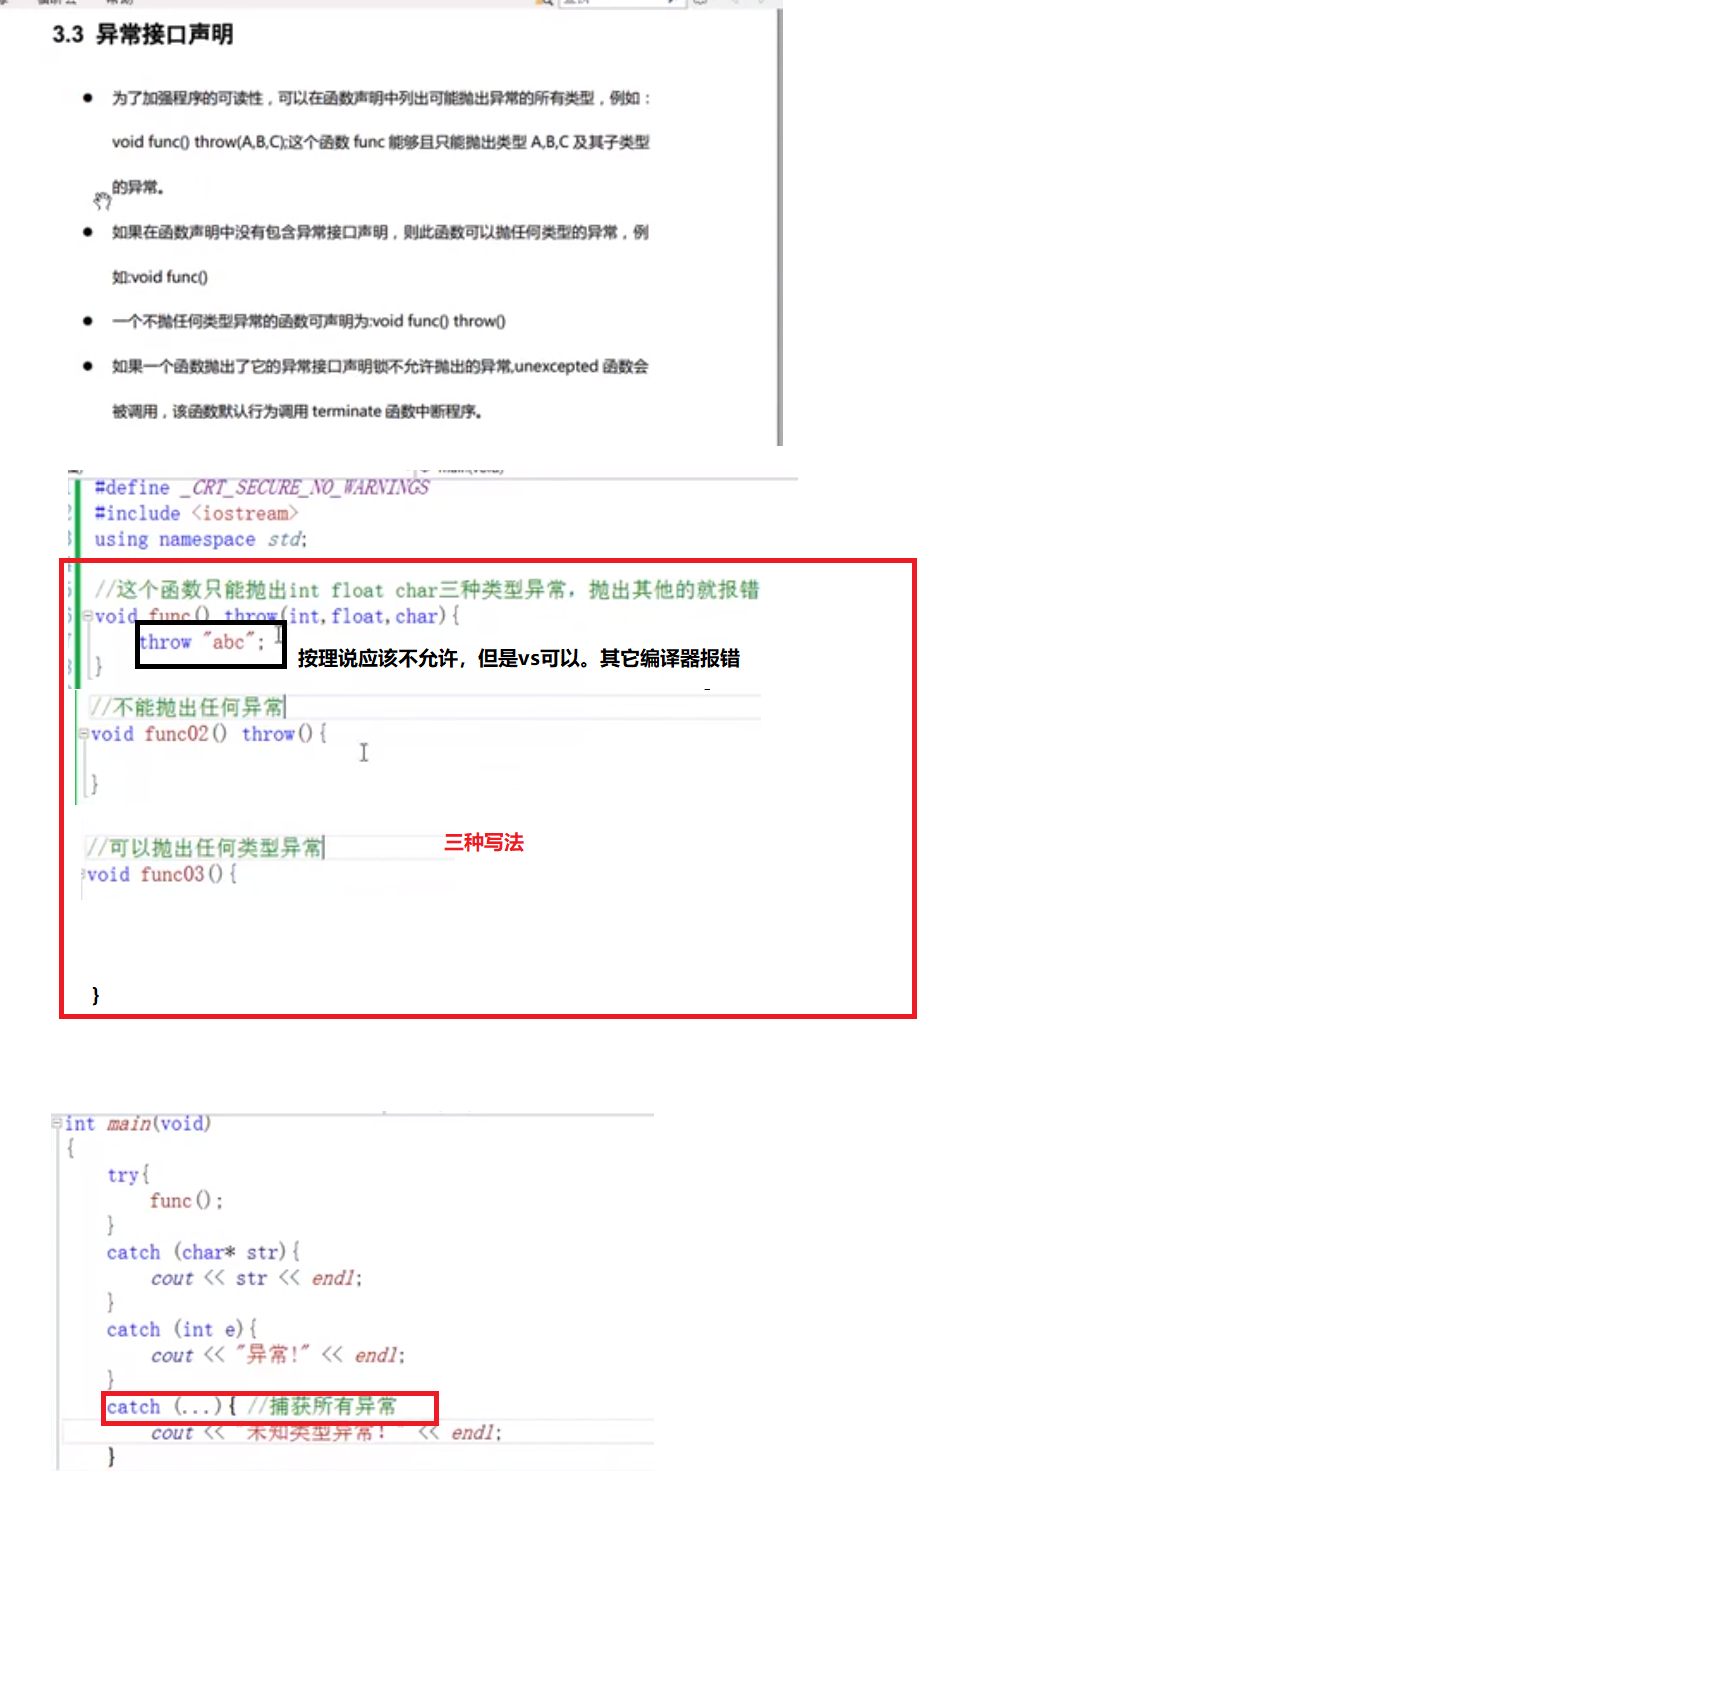 3.3 异常接口声明
● 为了加强程序的可读性，可以在函数声明中列出可能抛出异常的所有类型，例如：
void func() throw(A,B,C);这个函数 func 能够且只能抛出类型 A,B,C 及其子类型
的异常。
● 如果在函数声明中没有包含异常接口声明，则此函数可以抛任何类型的异常，例
如:void func()
● 一个不抛任何类型异常的函数可声明为:void func() throw()
● 如果一个函数抛出了它的异常接口声明锁不允许抛出的异常,unexcepted 函数会
被调用，该函数默认行为调用 terminate 函数中断程序。
#define _CRT_SECURE_NO_WARNINGS
#include <iostream>
using namespace std;
//这个函数只能抛出int float char三种类型异常，抛出其他的就报错
void func() throw(int,float,char){
throw "abc";
按理说应该不允许，但是vs可以。其它编译器报错
}
//不能抛出任何异常
void func02() throw(){
}
//可以抛出任何类型异常
三种写法
void func03(){
}
int main(void)
{
try{
func();
}
catch (char* str){
cout << str << endl;
}
catch (int e){
cout << "异常!" << endl;
}
catch (...){ //捕获所有异常
cout << "未知类型异常！" << endl;
}